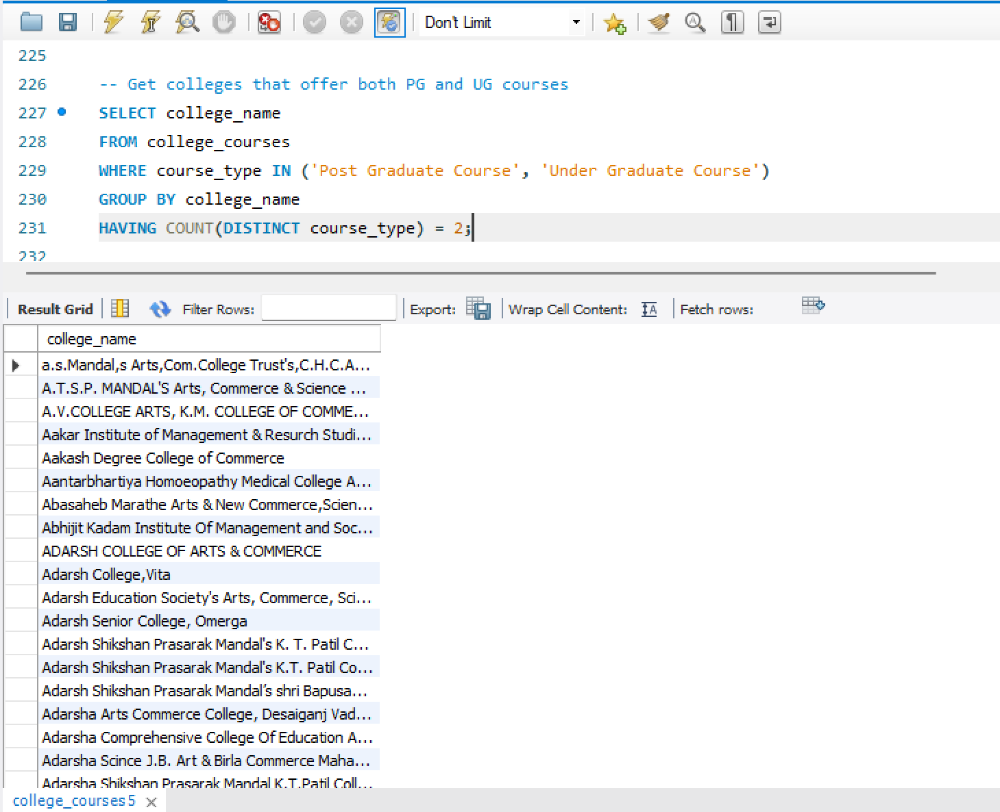 Don't Limit
225
226 -- Get colleges that offer both PG and UG courses
227 SELECT college_name
228 FROM college_courses
229 WHERE course_type IN ('Post Graduate Course', 'Under Graduate Course')
230 GROUP BY college_name
231 HAVING COUNT(DISTINCT course_type) = 2;
232
Result Grid Filter Rows: Export: Wrap Cell Content: Fetch rows:
college_name
a.s.Mandal,s Arts,Com.College Trust's,C.H.C.A...
A.T.S.P. MANDAL'S Arts, Commerce & Science ...
A.V.COLLEGE ARTS, K.M. COLLEGE OF COMME...
Aakar Institute of Management & Resurch Studi...
Aakash Degree College of Commerce
Aantarbhartiya Homoeopathy Medical College A...
Abasaheb Marathe Arts & New Commerce,Scien...
Abhijit Kadam Institute Of Management and Soc...
ADARSH COLLEGE OF ARTS & COMMERCE
Adarsh College,Vita
Adarsh Education Society's Arts, Commerce, Sci...
Adarsh Senior College, Omerga
Adarsh Shikshan Prasarak Mandal's K. T. Patil C...
Adarsh Shikshan Prasarak Mandal's K.T. Patil Co...
Adarsh Shikshan Prasarak Mandal’s shri Bapusa...
Adarsha Arts Commerce College, Desaiganj Vad...
Adarsha Comprehensive College Of Education A...
Adarsha Scince J.B. Art & Birla Commerce Maha...
Adarsha Shikshan Prasarak Mandal K.T.Patil Coll...
college_courses 5